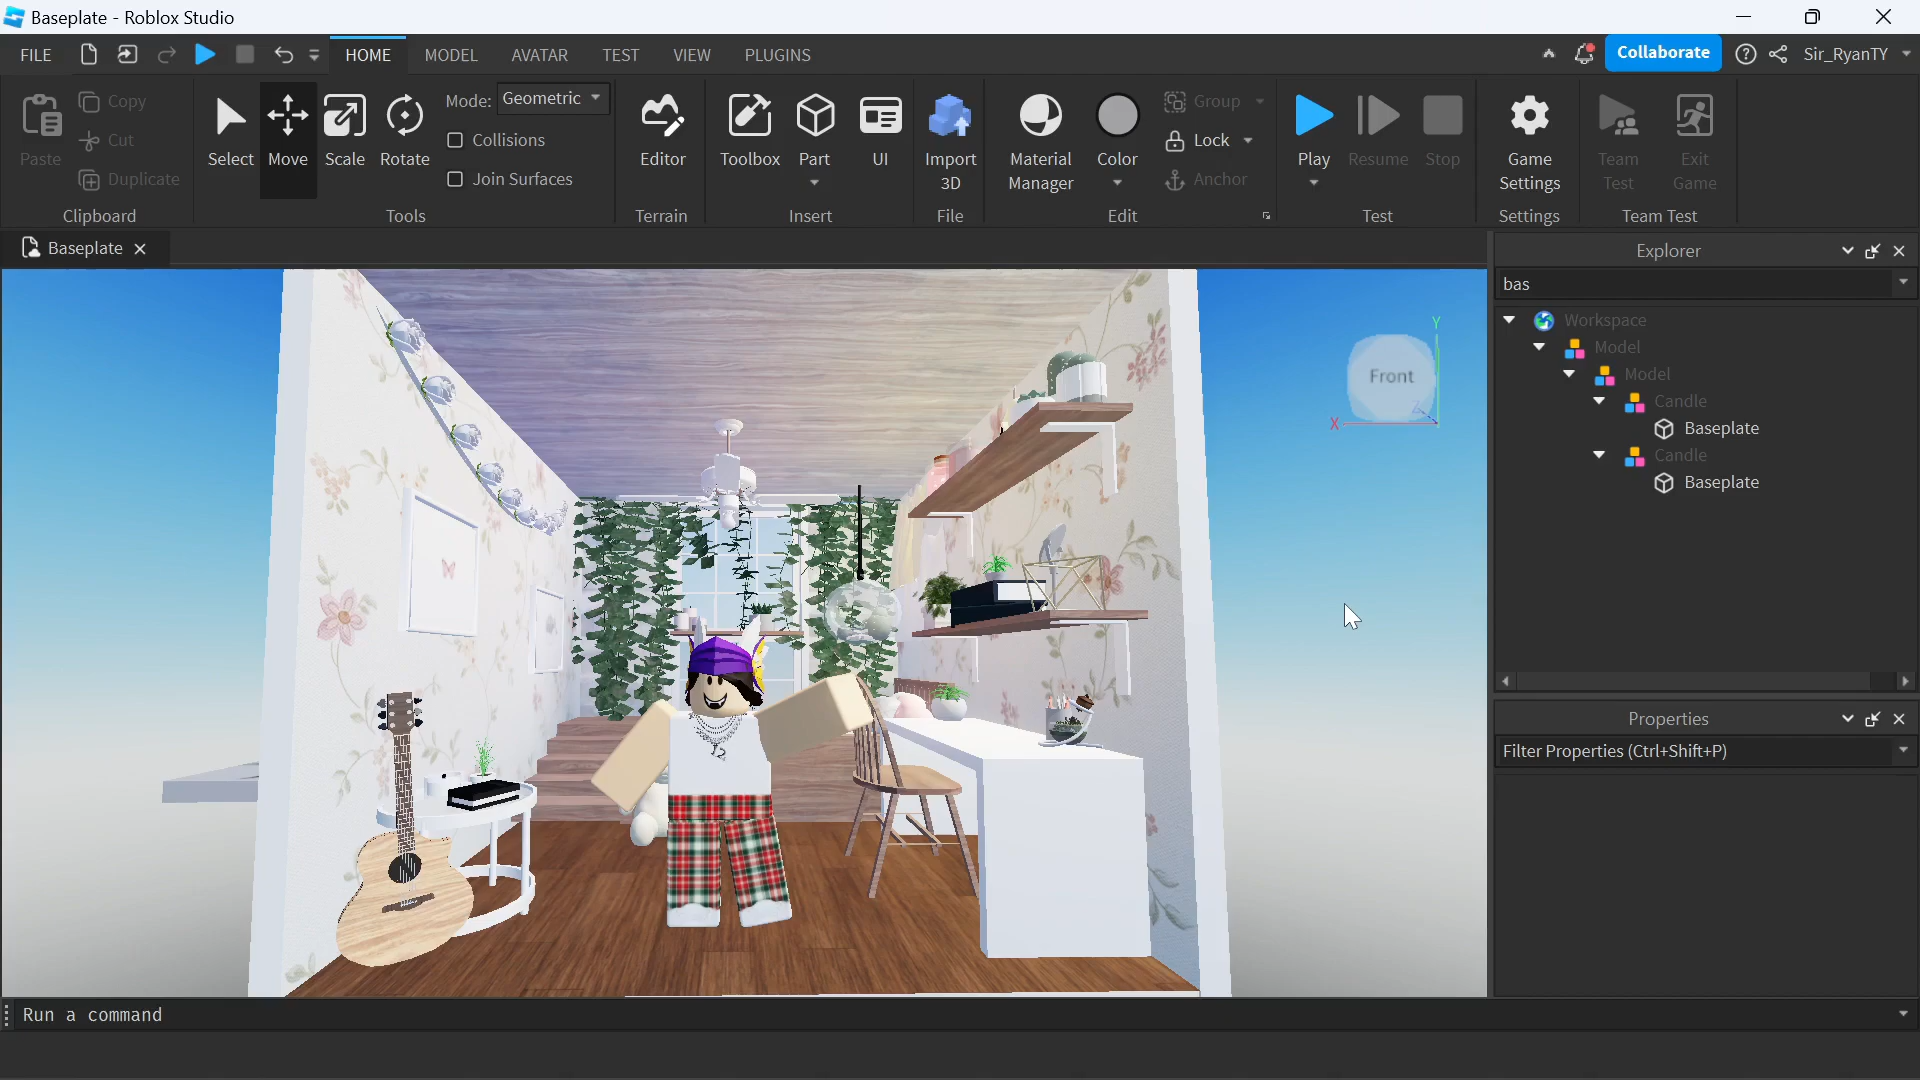 Baseplate - Roblox Studio
FILE HOME MODEL AVATAR TEST VIEW PLUGINS Collaborate Sir_RyanTY
Paste
Copy
Cut
Duplicate
Clipboard
Select Move Scale Rotate
Mode: Geometric
Collisions
Join Surfaces
Tools
Editor
Terrain
Toolbox Part UI
Insert
Import
3D
File
Material
Manager
Color
Group
Lock
Anchor
Edit
Play Resume Stop
Test
Game
Settings
Settings
Team
Test
Exit
Game
Team Test
Baseplate
Front
Y
X
12
Explorer
bas
Workspace
Model
Model
Candle
Baseplate
Candle
Baseplate
Properties
Filter Properties (Ctrl+Shift+P)
Run a command